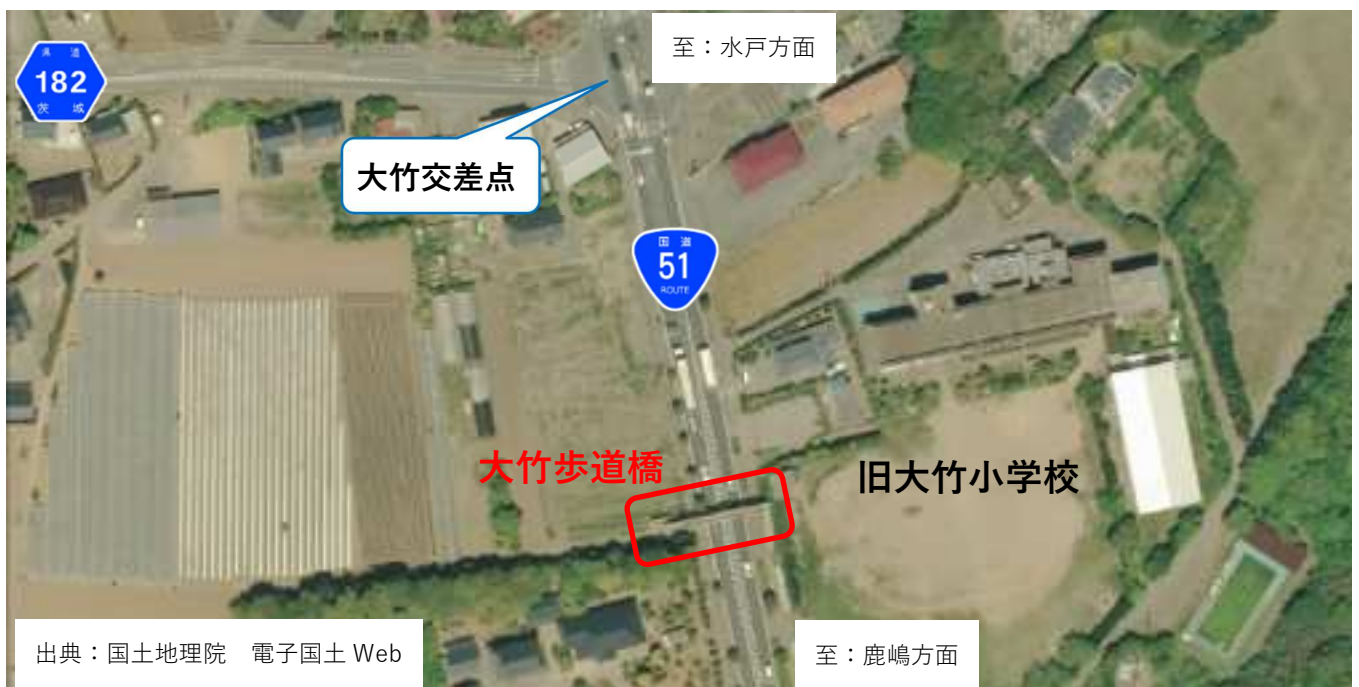 県道
182
茨城
至：水戸方面
大竹交差点
国道
51
ROUTE
大竹歩道橋
旧大竹小学校
出典：国土地理院　電子国土 Web
至：鹿嶋方面